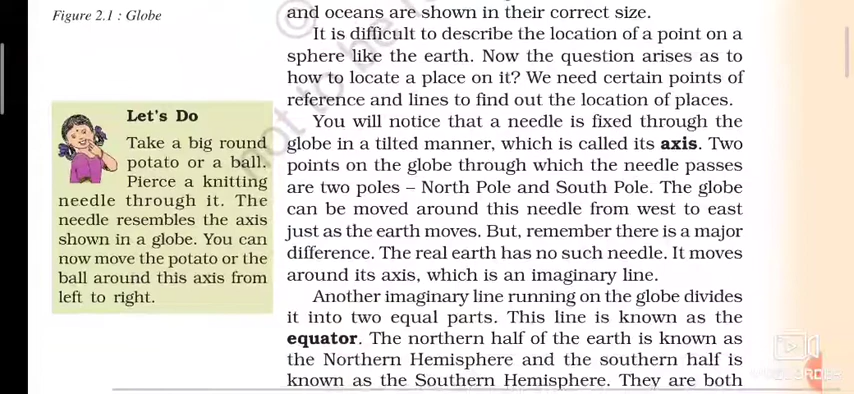 Figure 2.1 : Globe
and oceans are shown in their correct size.
It is difficult to describe the location of a point on a
sphere like the earth. Now the question arises as to
how to locate a place on it? We need certain points of
reference and lines to find out the location of places.
You will notice that a needle is fixed through the
globe in a tilted manner, which is called its axis. Two
points on the globe through which the needle passes
are two poles – North Pole and South Pole. The globe
can be moved around this needle from west to east
just as the earth moves. But, remember there is a major
difference. The real earth has no such needle. It moves
around its axis, which is an imaginary line.
Another imaginary line running on the globe divides
it into two equal parts. This line is known as the
equator. The northern half of the earth is known as
the Northern Hemisphere and the southern half is
known as the Southern Hemisphere. They are both
Let's Do
Take a big round
potato or a ball.
Pierce a knitting
needle through it. The
needle resembles the axis
shown in a globe. You can
now move the potato or the
ball around this axis from
left to right.
not to be